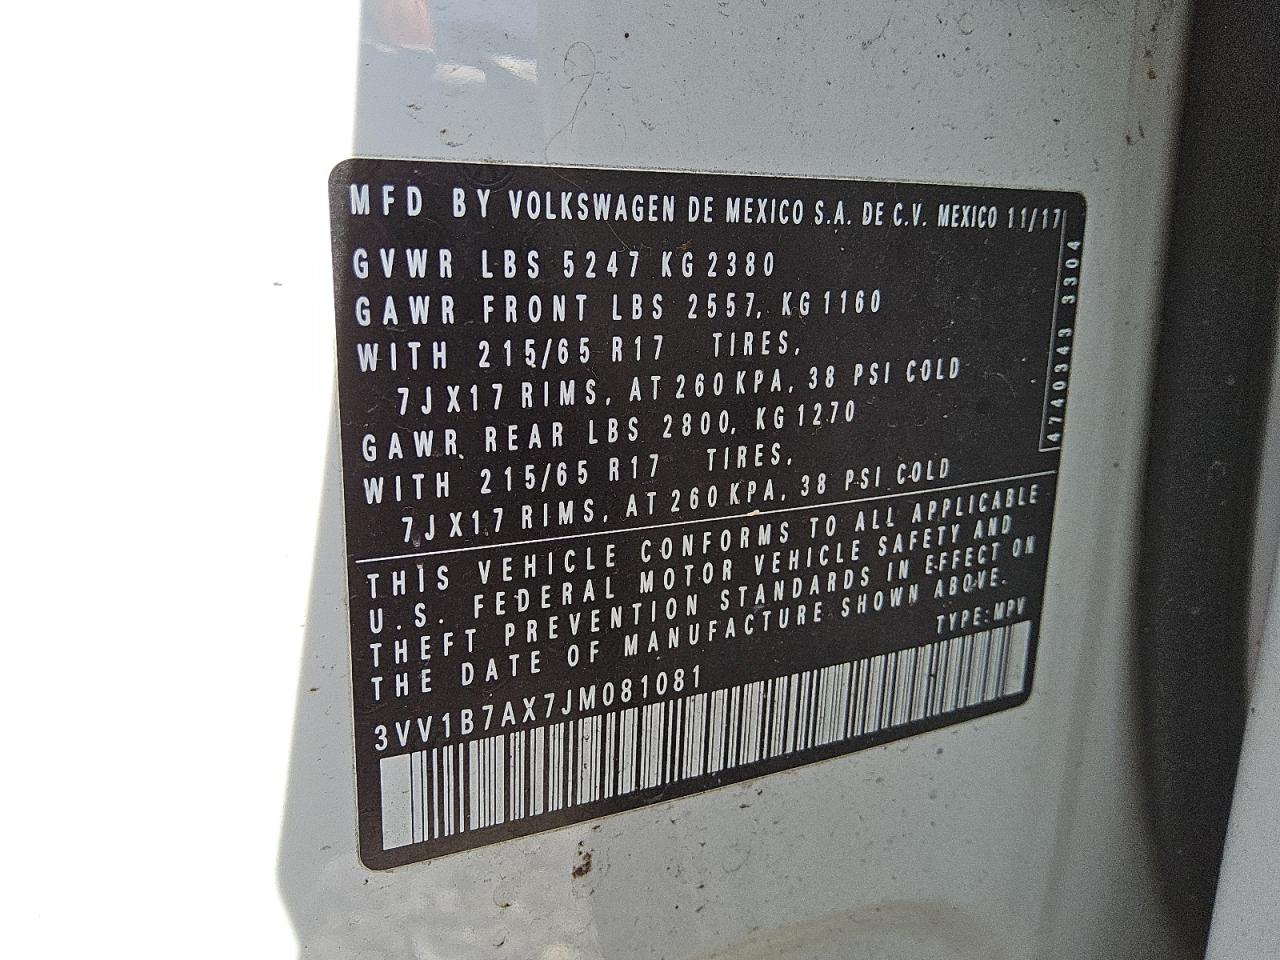 MFD BY VOLKSWAGEN DE MEXICO S.A. DE C.V. MEXICO 11/17
GVWR LBS 5247 KG 2380
GAWR FRONT LBS 2557, KG 1160
WITH 215/65 R17 TIRES,
7JX17 RIMS, AT 260 KPA, 38 PSI COLD
GAWR REAR LBS 2800, KG 1270
WITH 215/65 R17 TIRES,
7JX17 RIMS, AT 260 KPA, 38 PSI COLD
4740343 3304
THIS VEHICLE CONFORMS TO ALL APPLICABLE
U.S. FEDERAL MOTOR VEHICLE SAFETY AND
THEFT PREVENTION STANDARDS IN EFFECT ON
THE DATE OF MANUFACTURE SHOWN ABOVE.
TYPE: MPV
3VV1B7AX7JM081081